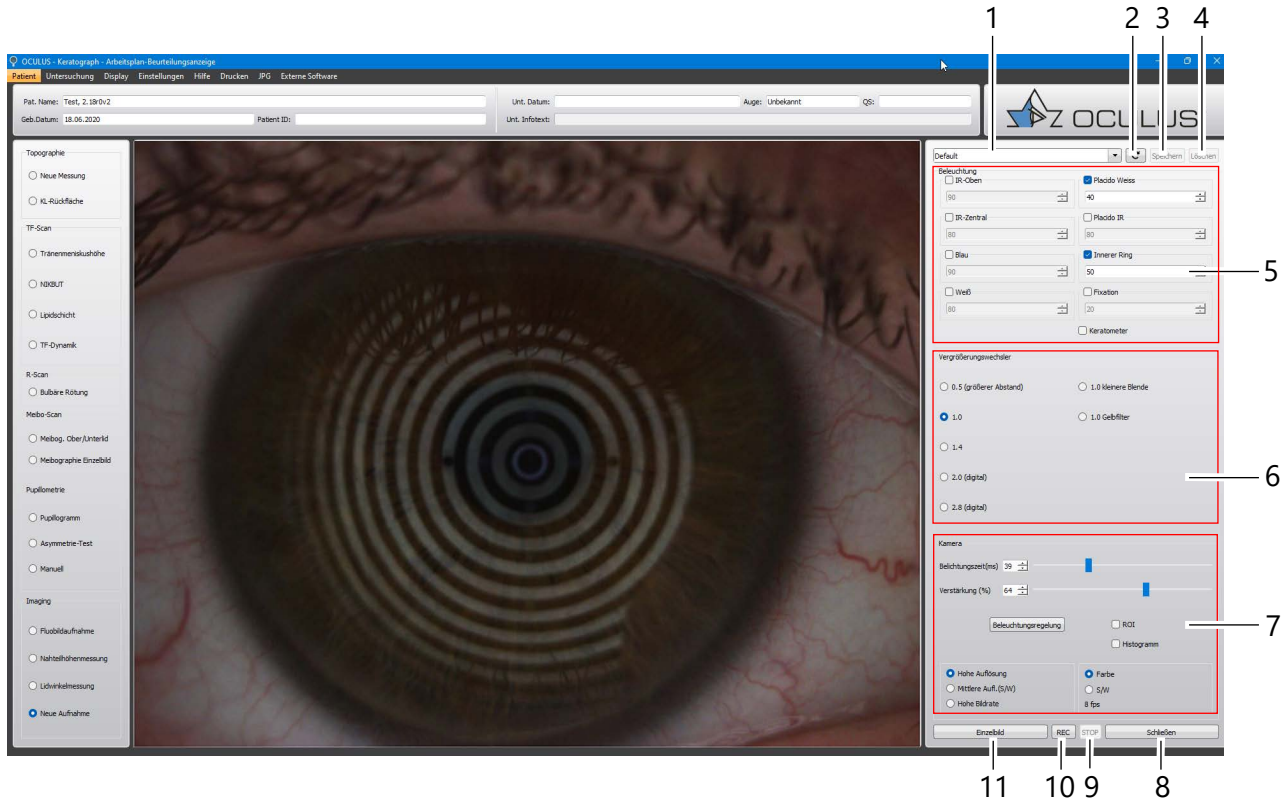 1 2 3 4
OCULUS - Keratograph - Arbeitsplan-Beurteilungsanzeige
Patient Untersuchung Display Einstellungen Hilfe Drucken JPG Externe Software
Pat. Name: Test, 2.18r0v2 Unt. Datum: Auge: Unbekannt QS:
Geb.Datum: 18.06.2020 Patient ID: Unt. Infotext:
OCULUS
Topographie
Neue Messung
KL-Rückfläche
TF-Scan
Tränenmeniskushöhe
NIKBUT
Lipidschicht
TF-Dynamik
R-Scan
Bulbäre Rötung
Meibo-Scan
Meibog. Ober/Unterlid
Meibographie Einzelbild
Pupillometrie
Pupillogramm
Asymmetrie-Test
Manuell
Imaging
Fluobildaufnahme
Nahteilhöhenmessung
Lidwinkelmessung
Neue Aufnahme
Default Speichern Löschen
Beleuchtung
IR-Oben Placido Weiss
90 40
IR-Zentral Placido IR
80 80
Blau Innerer Ring
90 50
5
Weiß Fixation
80 20
Keratometer
Vergrößerungswechsler
0.5 (größerer Abstand) 1.0 kleinere Blende
1.0 1.0 Gelbfilter
1.4
2.0 (digital)
6
2.8 (digital)
Kamera
Belichtungszeit(ms) 39
Verstärkung (%) 64
Beleuchtungsregelung ROI
7
Histogramm
Hohe Auflösung Farbe
Mittlere Aufl.(S/W) S/W
Hohe Bildrate 8 fps
Einzelbild REC STOP Schließen
11 10 9 8